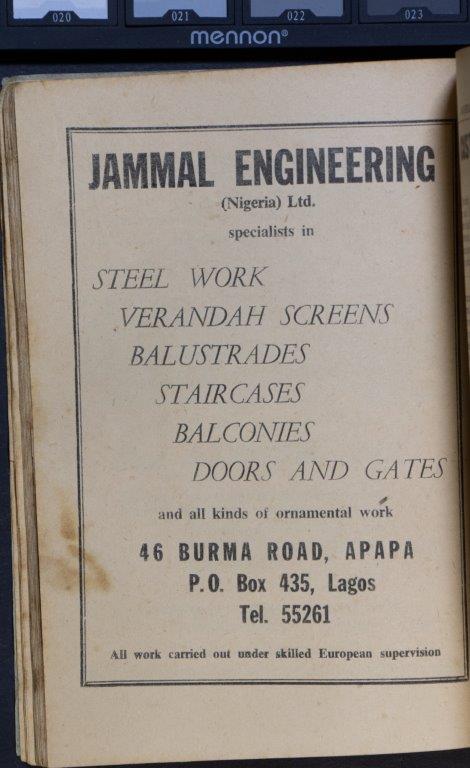 020 021 022 023
mennon®
JAMMAL ENGINEERING
(Nigeria) Ltd.
specialists in
STEEL WORK
VERANDAH SCREENS
BALUSTRADES
STAIRCASES
BALCONIES
DOORS AND GATES
and all kinds of ornamental work
46 BURMA ROAD, APAPA
P.O. Box 435, Lagos
Tel. 55261
All work carried out under skilled European supervision